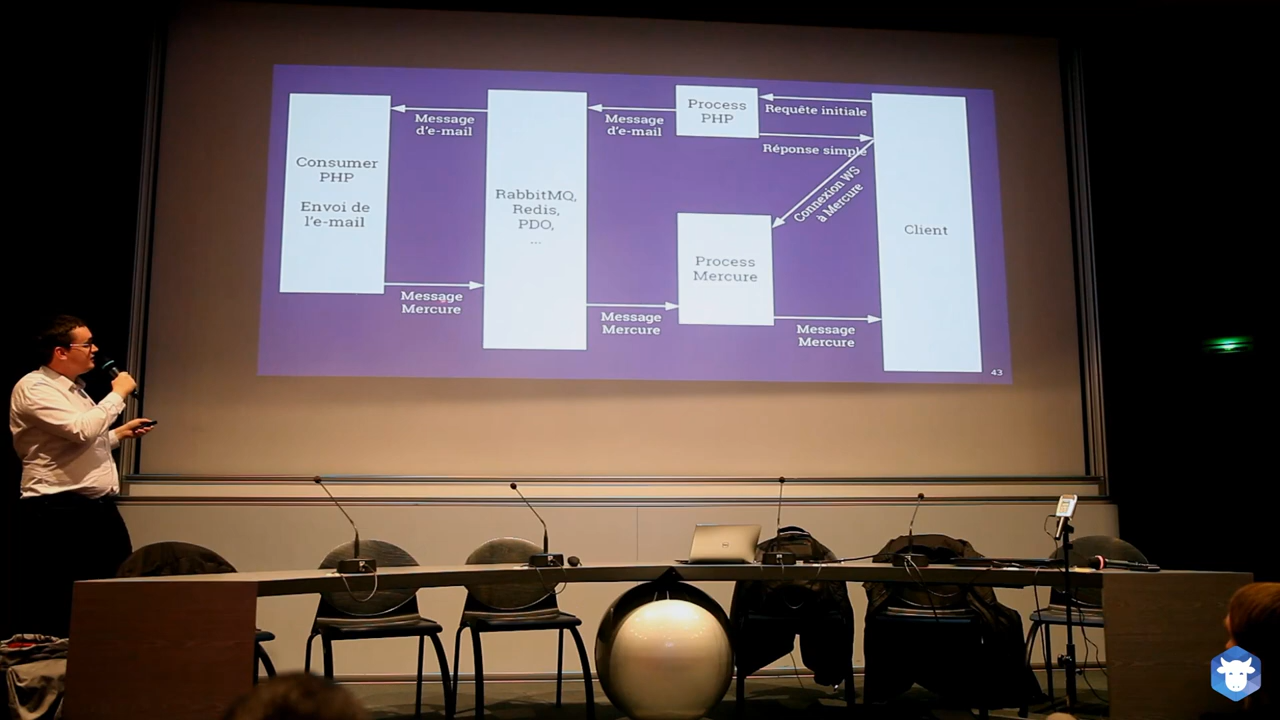 Consumer
PHP
Envoi de
l'e-mail
Message
d'e-mail
Message
Mercure
RabbitMQ,
Redis,
PDO,
...
Message
d'e-mail
Message
Mercure
Process
PHP
Requête initiale
Réponse simple
Connexion WS
à Mercure
Process
Mercure
Message
Mercure
Client
43